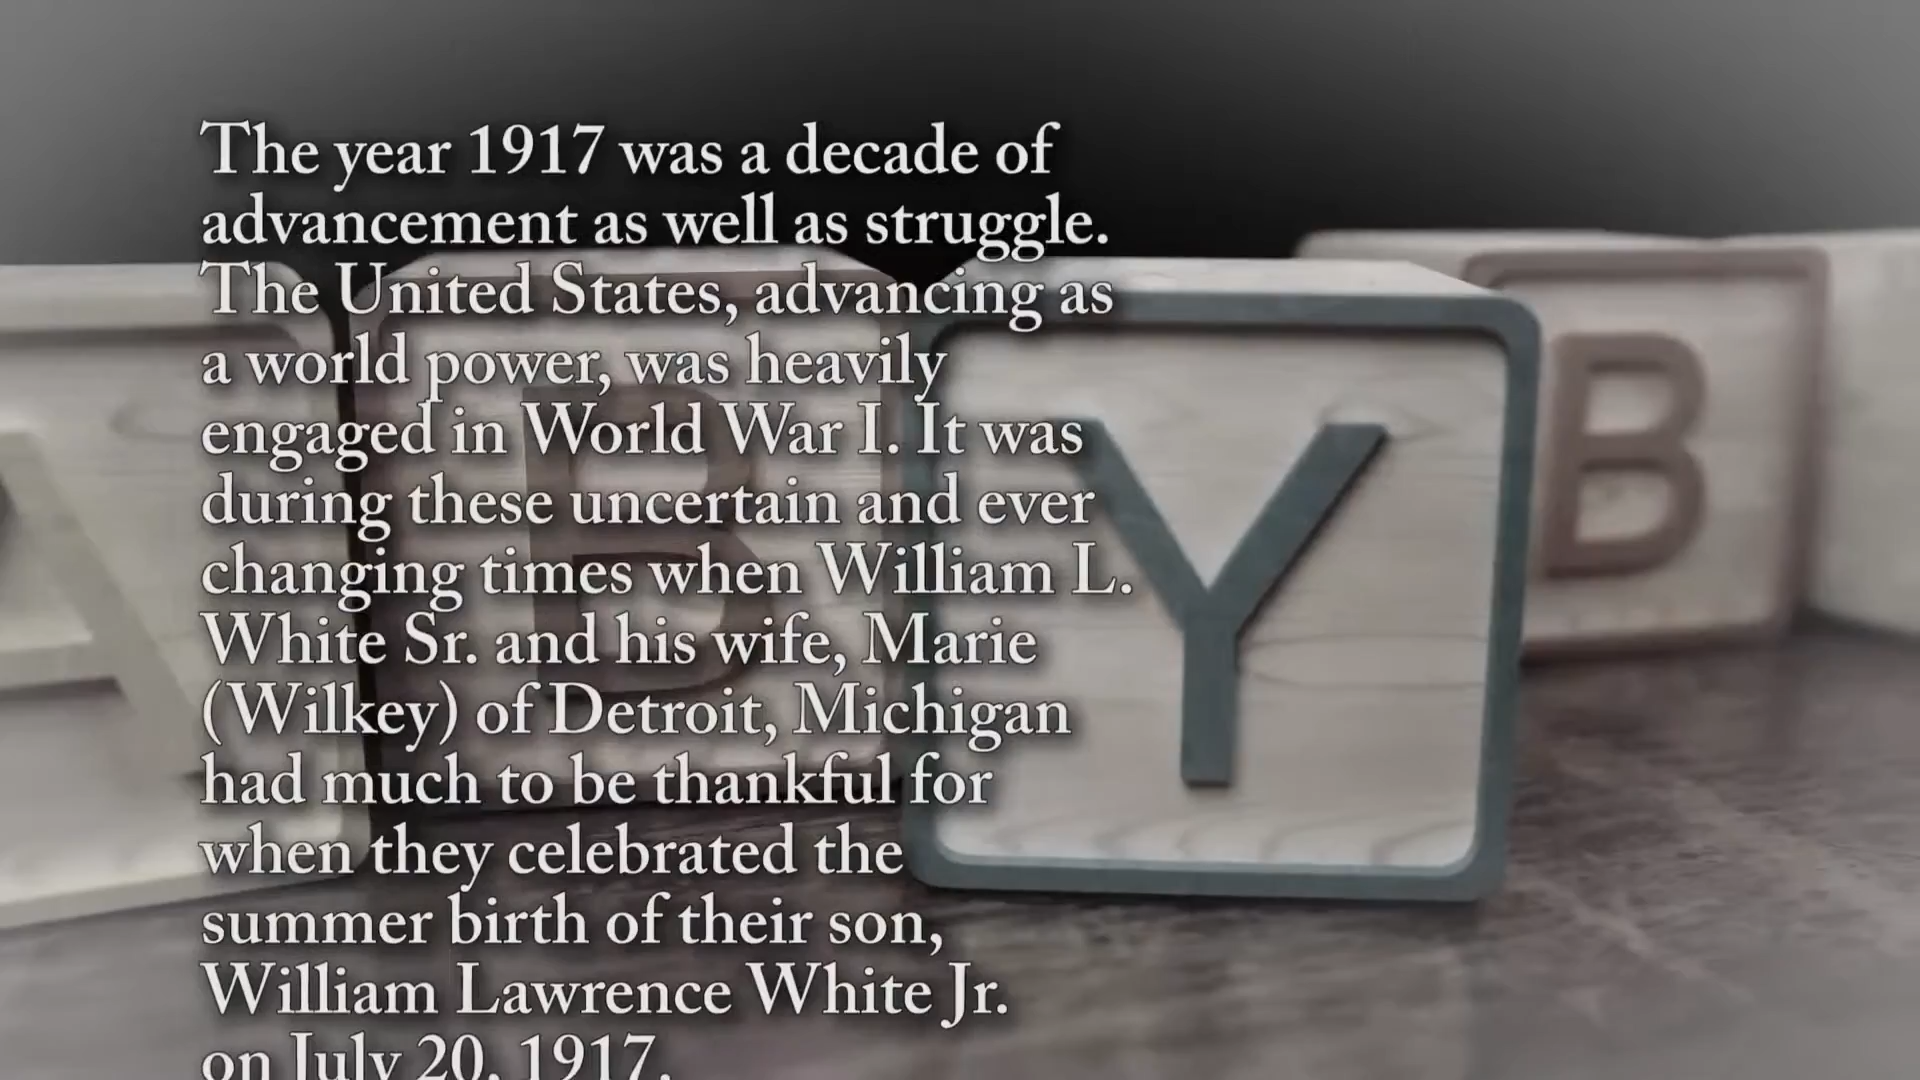 The year 1917 was a decade of
advancement as well as struggle.
The United States, advancing as
a world power, was heavily
engaged in World War I. It was
during these uncertain and ever
changing times when William L.
White Sr. and his wife, Marie
(Wilkey) of Detroit, Michigan
had much to be thankful for
when they celebrated the
summer birth of their son,
William Lawrence White Jr.
on July 20, 1917.
A B Y B